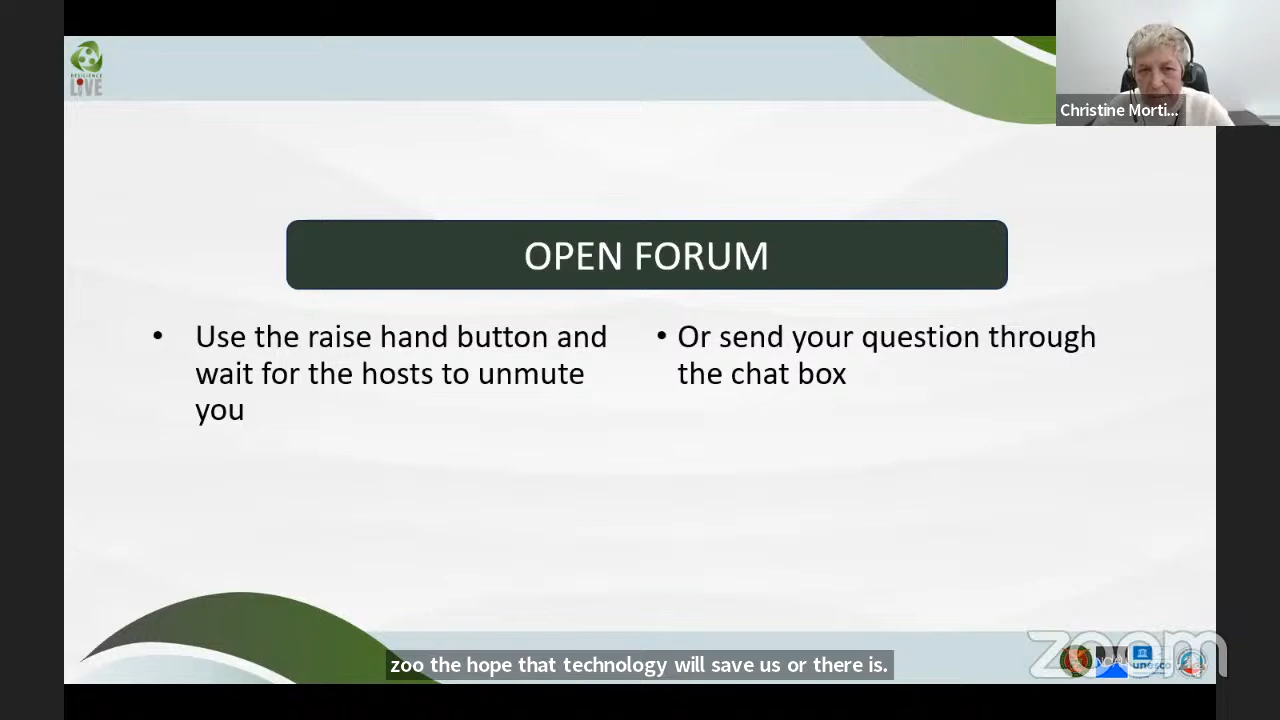 RESILIENCE
LIVE
Christine Morti...
OPEN FORUM
• Use the raise hand button and
wait for the hosts to unmute
you
• Or send your question through
the chat box
zoo the hope that technology will save us or there is.
zoom
unesco